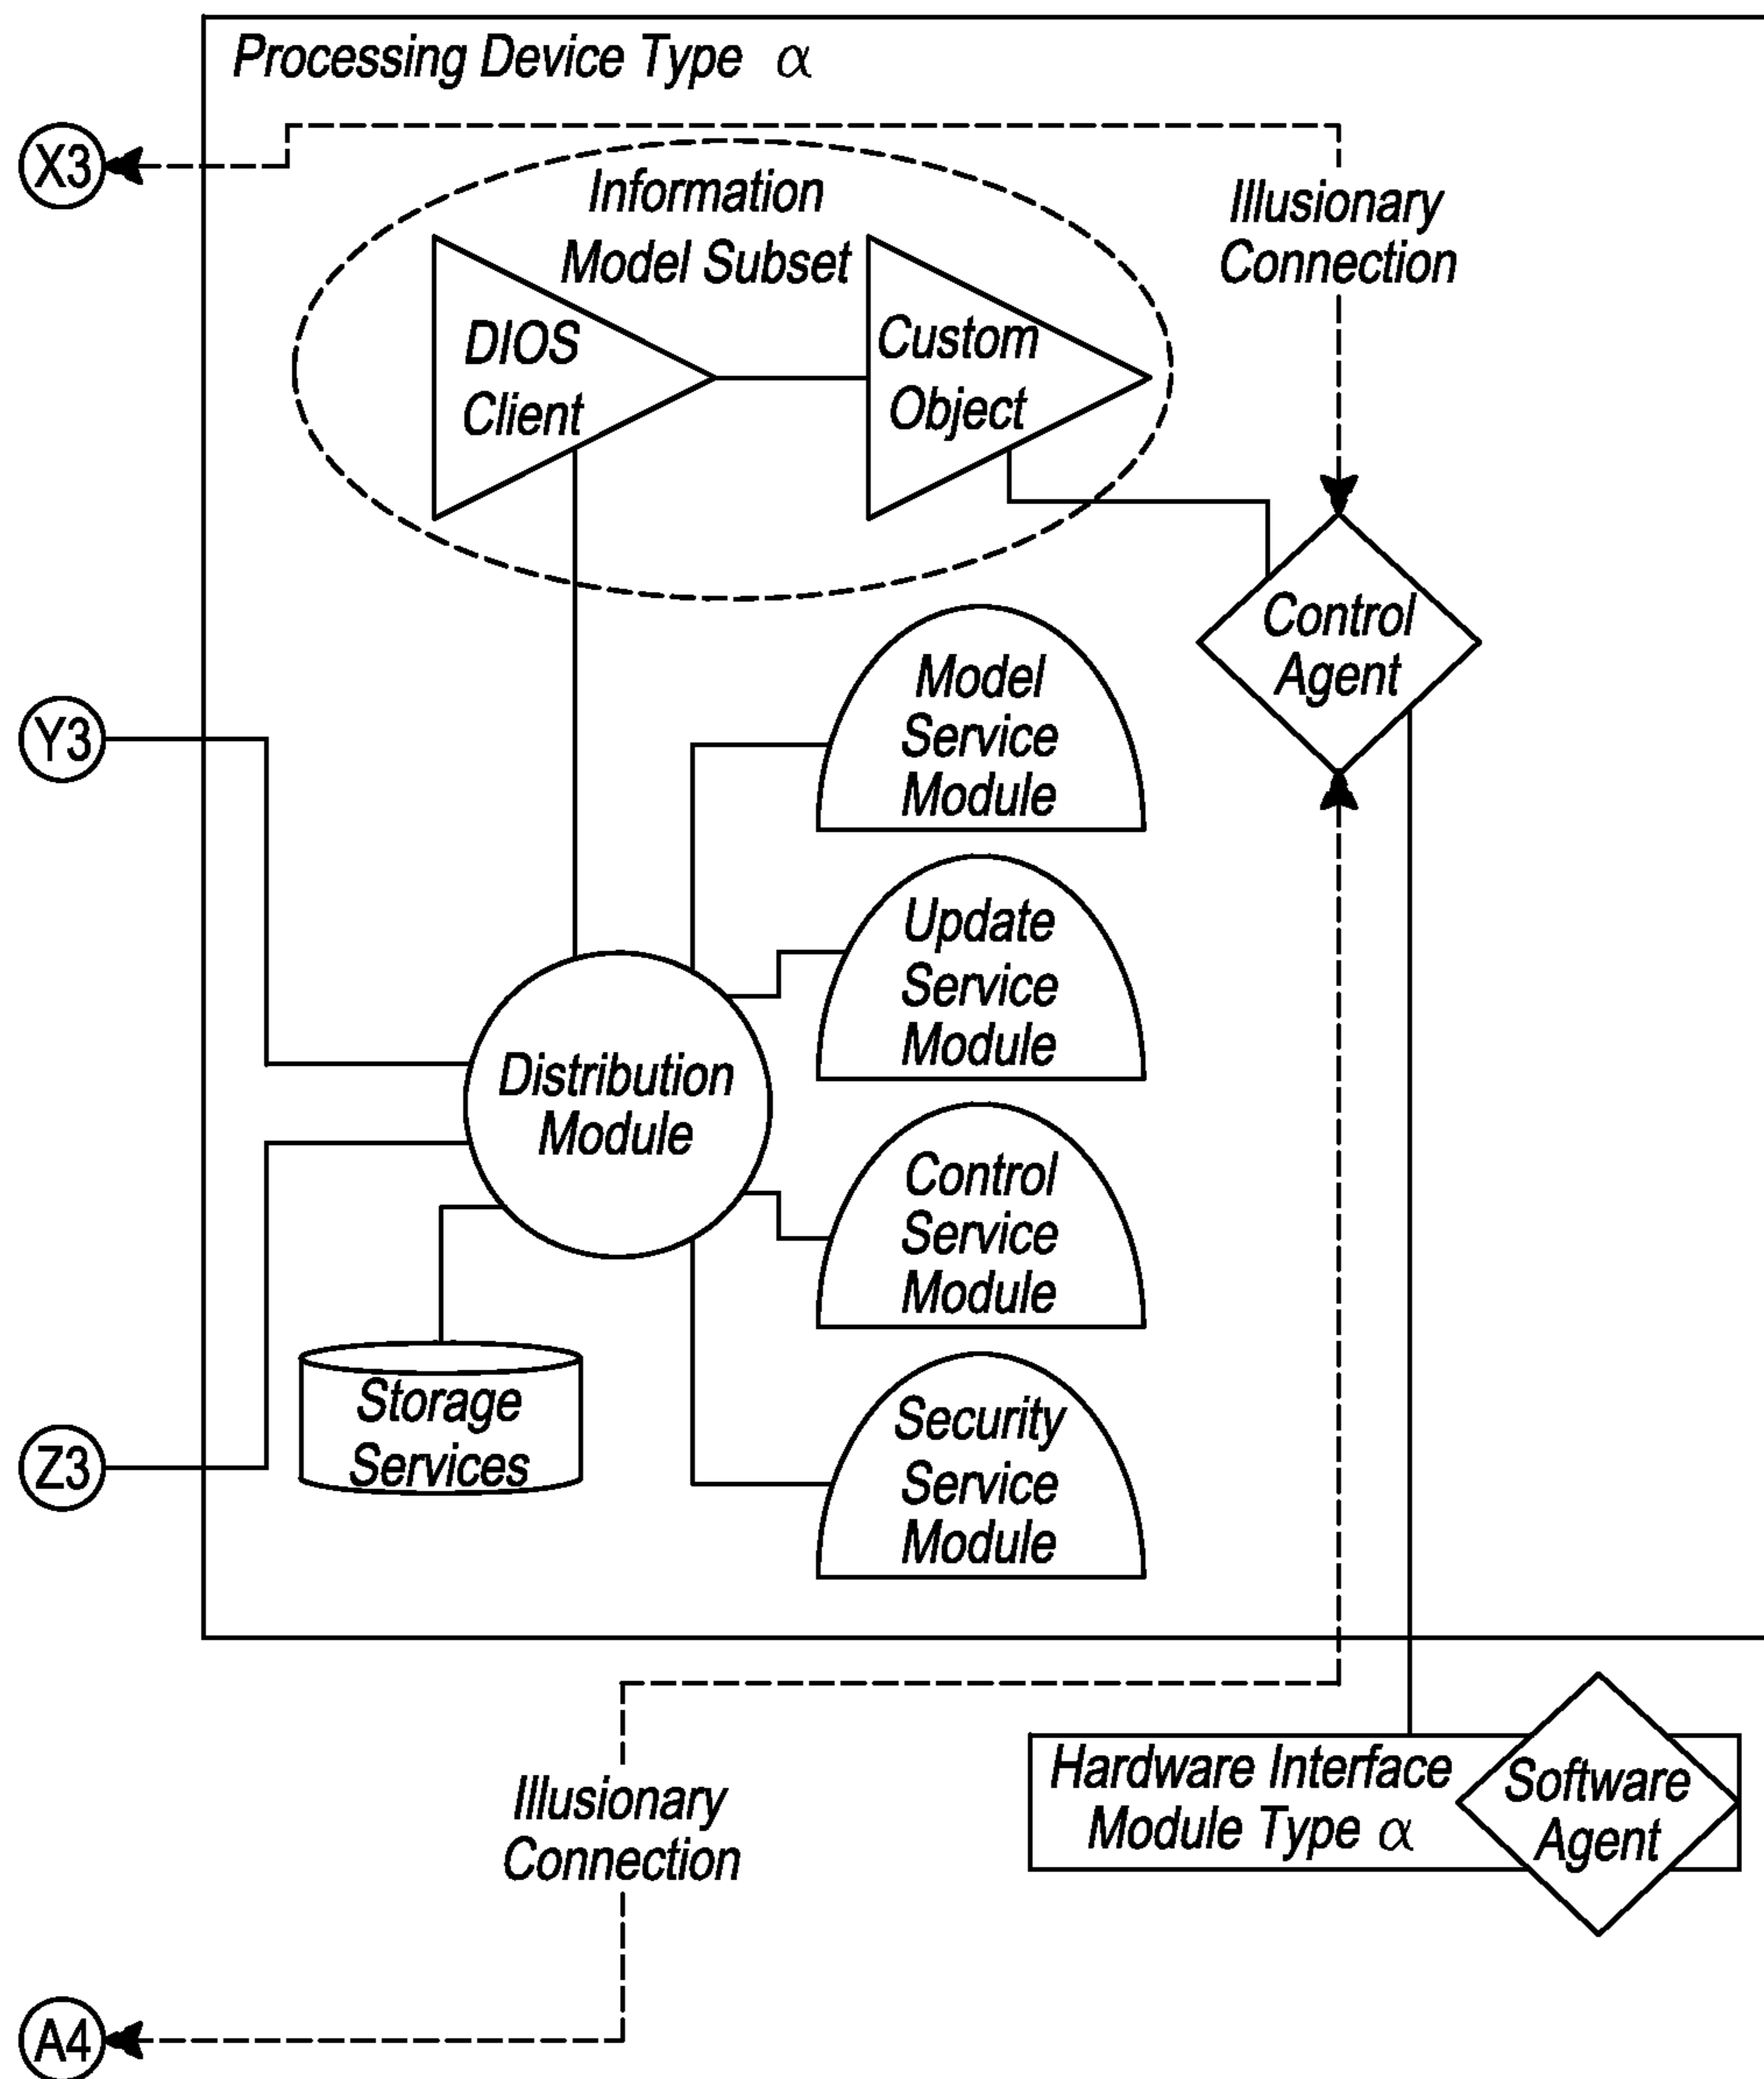 Processing Device Type α
X3
Information
Model Subset
Illusionary
Connection
DIOS
Client
Custom
Object
Control
Agent
Model
Service
Module
Y3
Update
Service
Module
Distribution
Module
Control
Service
Module
Storage
Services
Security
Service
Module
Z3
Hardware Interface
Module Type α
Software
Agent
Illusionary
Connection
A4